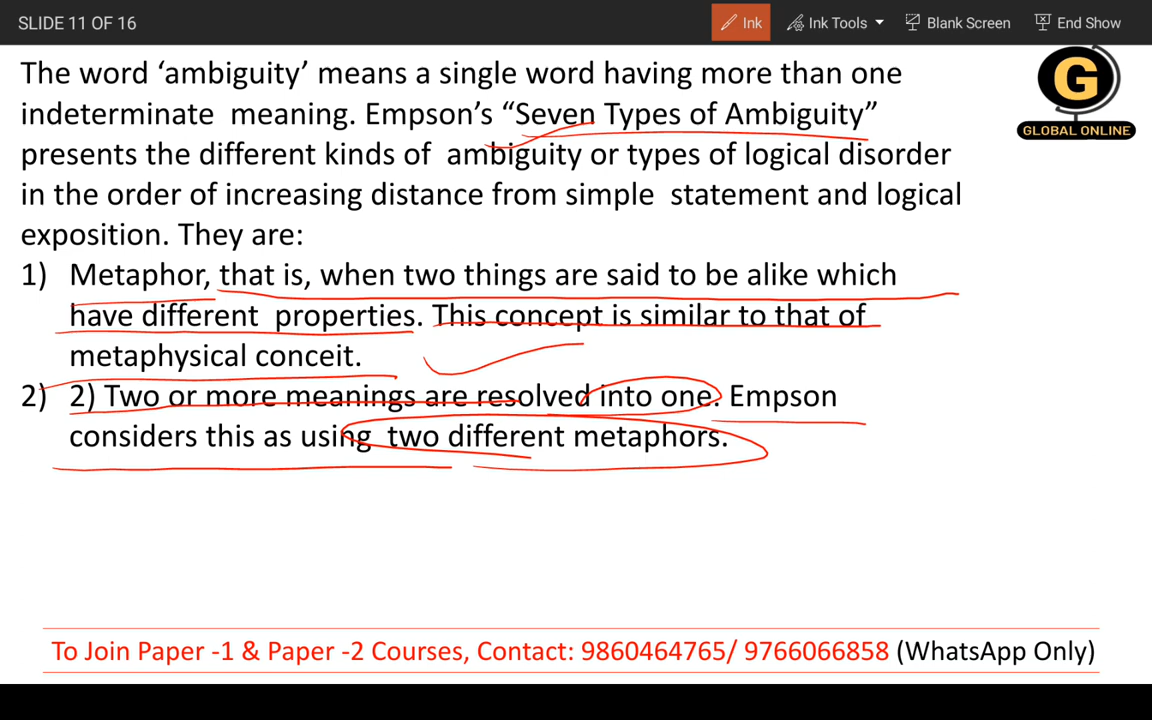 SLIDE 11 OF 16
Ink
Ink Tools
Blank Screen
End Show
The word ‘ambiguity’ means a single word having more than one
indeterminate meaning. Empson’s “Seven Types of Ambiguity”
presents the different kinds of ambiguity or types of logical disorder
in the order of increasing distance from simple statement and logical
exposition. They are:
1) Metaphor, that is, when two things are said to be alike which
have different properties. This concept is similar to that of
metaphysical conceit.
2) 2) Two or more meanings are resolved into one. Empson
considers this as using two different metaphors.
G
GLOBAL ONLINE
To Join Paper -1 & Paper -2 Courses, Contact: 9860464765/ 9766066858 (WhatsApp Only)